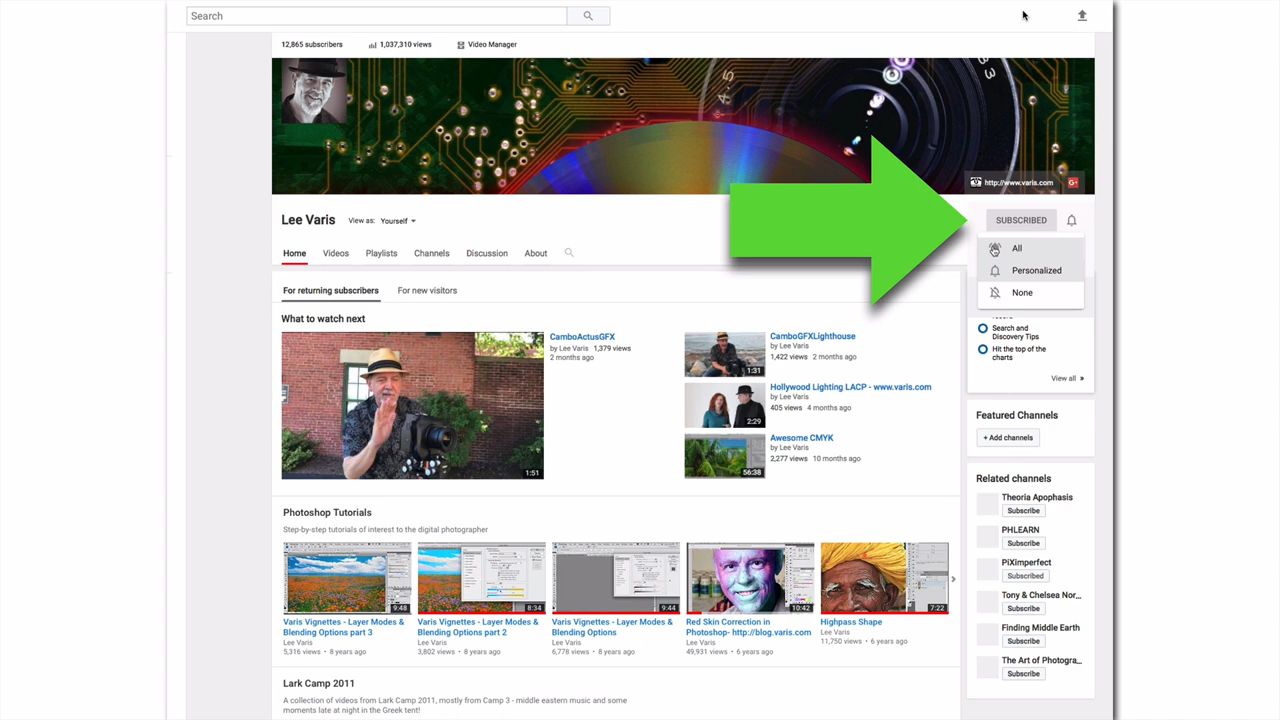 Search
12,865 subscribers
1,037,310 views
Video Manager
4.5
http://www.varis.com
Lee Varis
View as: Yourself
SUBSCRIBED
All
Personalized
None
Home
Videos
Playlists
Channels
Discussion
About
For returning subscribers
For new visitors
What to watch next
CamboActusGFX
by Lee Varis 1,379 views
2 months ago
1:51
CamboGFXLighthouse
by Lee Varis
1,422 views 2 months ago
1:31
Hollywood Lighting LACP - www.varis.com
by Lee Varis
405 views 4 months ago
2:29
Awesome CMYK
by Lee Varis
2,277 views 10 months ago
56:38
Search and
Discovery Tips
Hit the top of the
charts
View all »
Featured Channels
+ Add channels
Related channels
Theoria Apophasis
Subscribe
PHLEARN
Subscribe
PiXimperfect
Subscribed
Tony & Chelsea Nor...
Subscribe
Finding Middle Earth
Subscribe
The Art of Photogra...
Subscribe
Photoshop Tutorials
Step-by-step tutorials of interest to the digital photographer
9:48
Varis Vignettes - Layer Modes &
Blending Options part 3
Lee Varis
5,316 views • 8 years ago
8:34
Varis Vignettes - Layer Modes &
Blending Options part 2
Lee Varis
3,802 views • 8 years ago
9:44
Varis Vignettes - Layer Modes &
Blending Options
Lee Varis
6,778 views • 8 years ago
10:42
Red Skin Correction in
Photoshop- http://blog.varis.com
Lee Varis
49,931 views • 6 years ago
7:22
Highpass Shape
Lee Varis
11,750 views • 6 years ago
Lark Camp 2011
A collection of videos from Lark Camp 2011, mostly from Camp 3 - middle eastern music and some
moments late at night in the Greek tent!